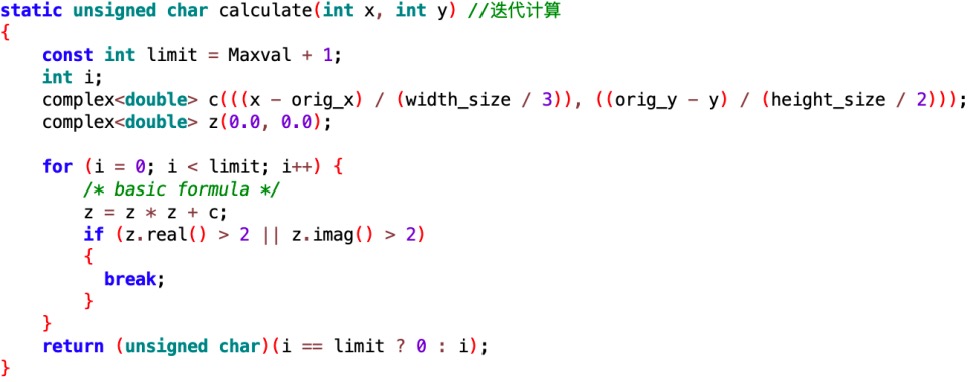 static unsigned char calculate(int x, int y) //迭代计算
{
    const int limit = Maxval + 1;
    int i;
    complex<double> c(((x - orig_x) / (width_size / 3)), ((orig_y - y) / (height_size / 2)));
    complex<double> z(0.0, 0.0);

    for (i = 0; i < limit; i++) {
        /* basic formula */
        z = z * z + c;
        if (z.real() > 2 || z.imag() > 2)
        {
          break;
        }
    }
    return (unsigned char)(i == limit ? 0 : i);
}